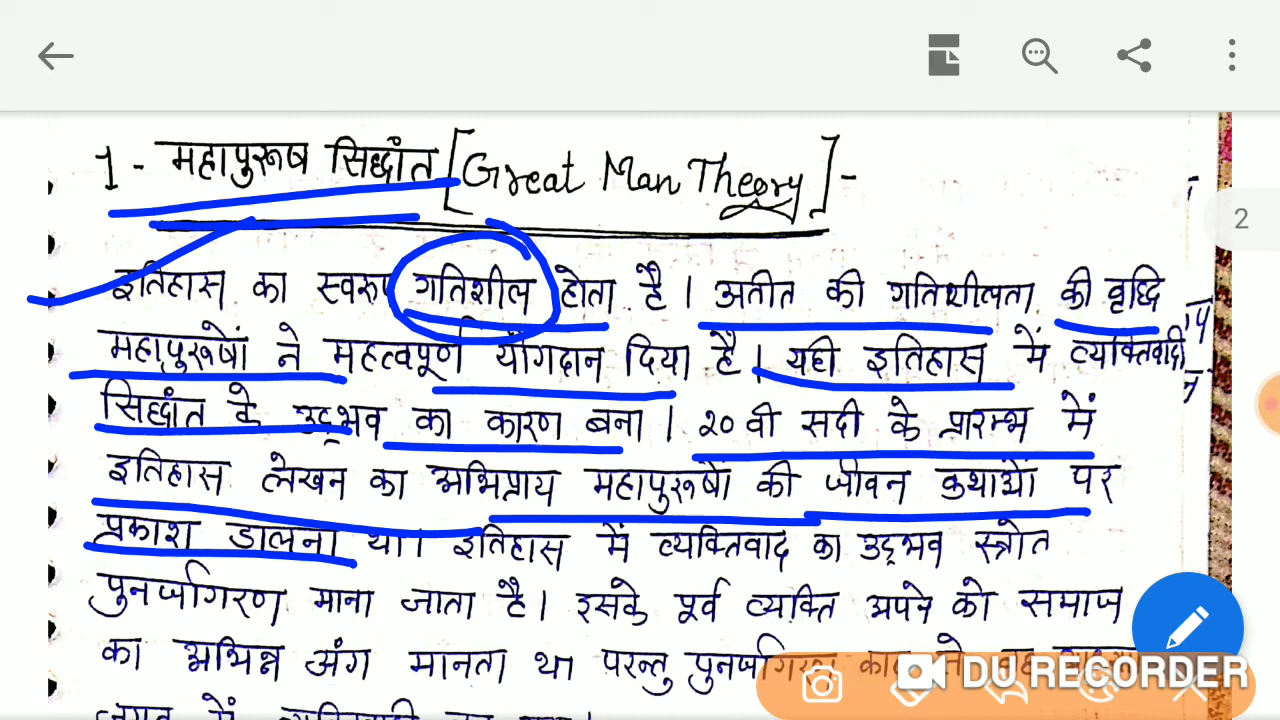 2
1 - महापुरूष सिद्धांत [Great Man Theory] -
इतिहास का स्वरूप गतिशील होता है । अतीत की गतिशीलता की वृद्धि
महापुरूषों ने महत्वपूर्ण योगदान दिया है । यही इतिहास में व्यक्तिवादी
सिद्धांत के उद्भव का कारण बना । २० वी सदी के प्रारम्भ में
इतिहास लेखन का अभिप्राय महापुरूषों की जीवन कथाओं पर
प्रकाश डालना था। इतिहास में व्यक्तिवाद का उद्भव स्त्रोत
पुनर्जागरण माना जाता है। इसके पूर्व व्यक्ति अपने को समाज
का अभिन्न अंग मानता था परन्तु पुनर्जागरण
DU RECORDER